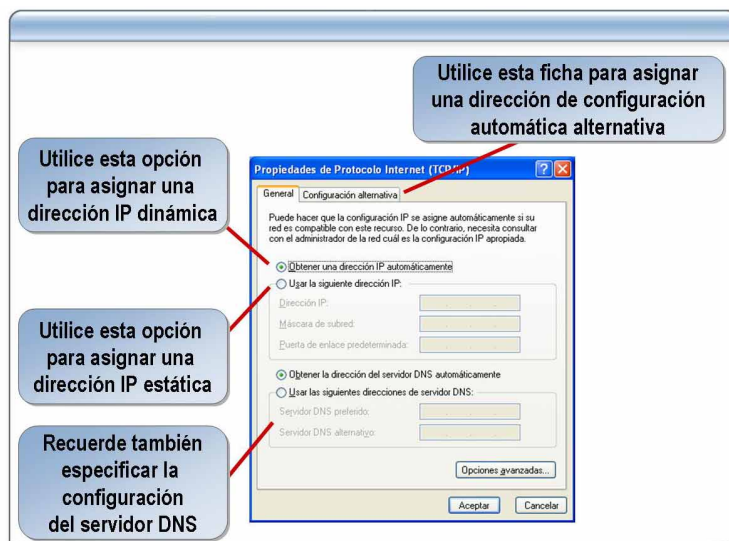 Utilice esta ficha para asignar
una dirección de configuración
automática alternativa
Utilice esta opción
para asignar una
dirección IP dinámica
Utilice esta opción
para asignar una
dirección IP estática
Recuerde también
especificar la
configuración
del servidor DNS
Propiedades de Protocolo Internet (TCP/IP)
General
Configuración alternativa
Puede hacer que la configuración IP se asigne automáticamente si su
red es compatible con este recurso. De lo contrario, necesita consultar
con el administrador de la red cuál es la configuración IP apropiada.
Obtener una dirección IP automáticamente
Usar la siguiente dirección IP:
Dirección IP:
Máscara de subred:
Puerta de enlace predeterminada:
Obtener la dirección del servidor DNS automáticamente
Usar las siguientes direcciones de servidor DNS:
Servidor DNS preferido:
Servidor DNS alternativo:
Opciones avanzadas...
Aceptar
Cancelar